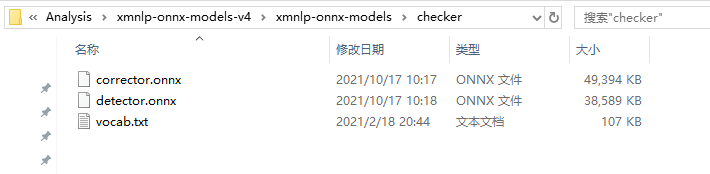 « Analysis › xmnlp-onnx-models-v4 › xmnlp-onnx-models › checker 搜索"checker"
名称 修改日期 类型 大小
corrector.onnx 2021/10/17 10:17 ONNX 文件 49,394 KB
detector.onnx 2021/10/17 10:18 ONNX 文件 38,589 KB
vocab.txt 2021/2/18 20:44 文本文档 107 KB